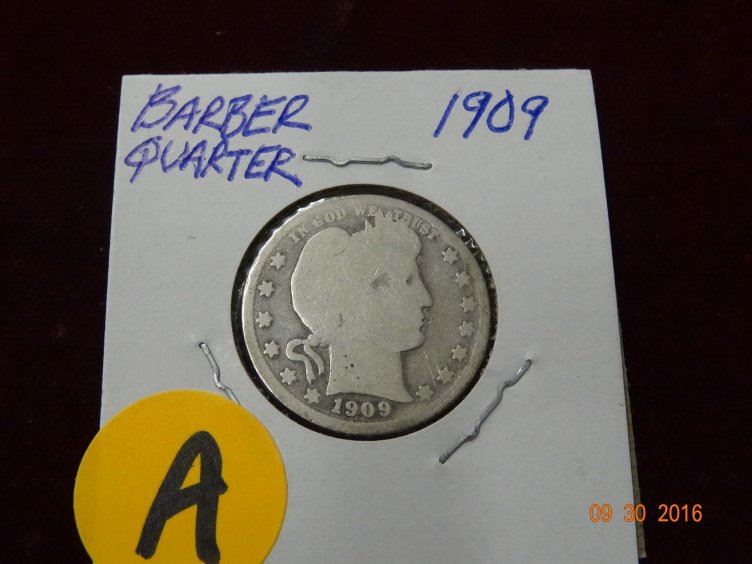 BARBER 1909
QUARTER
IN GOD WE TRUST
1909
A
09 30 2016